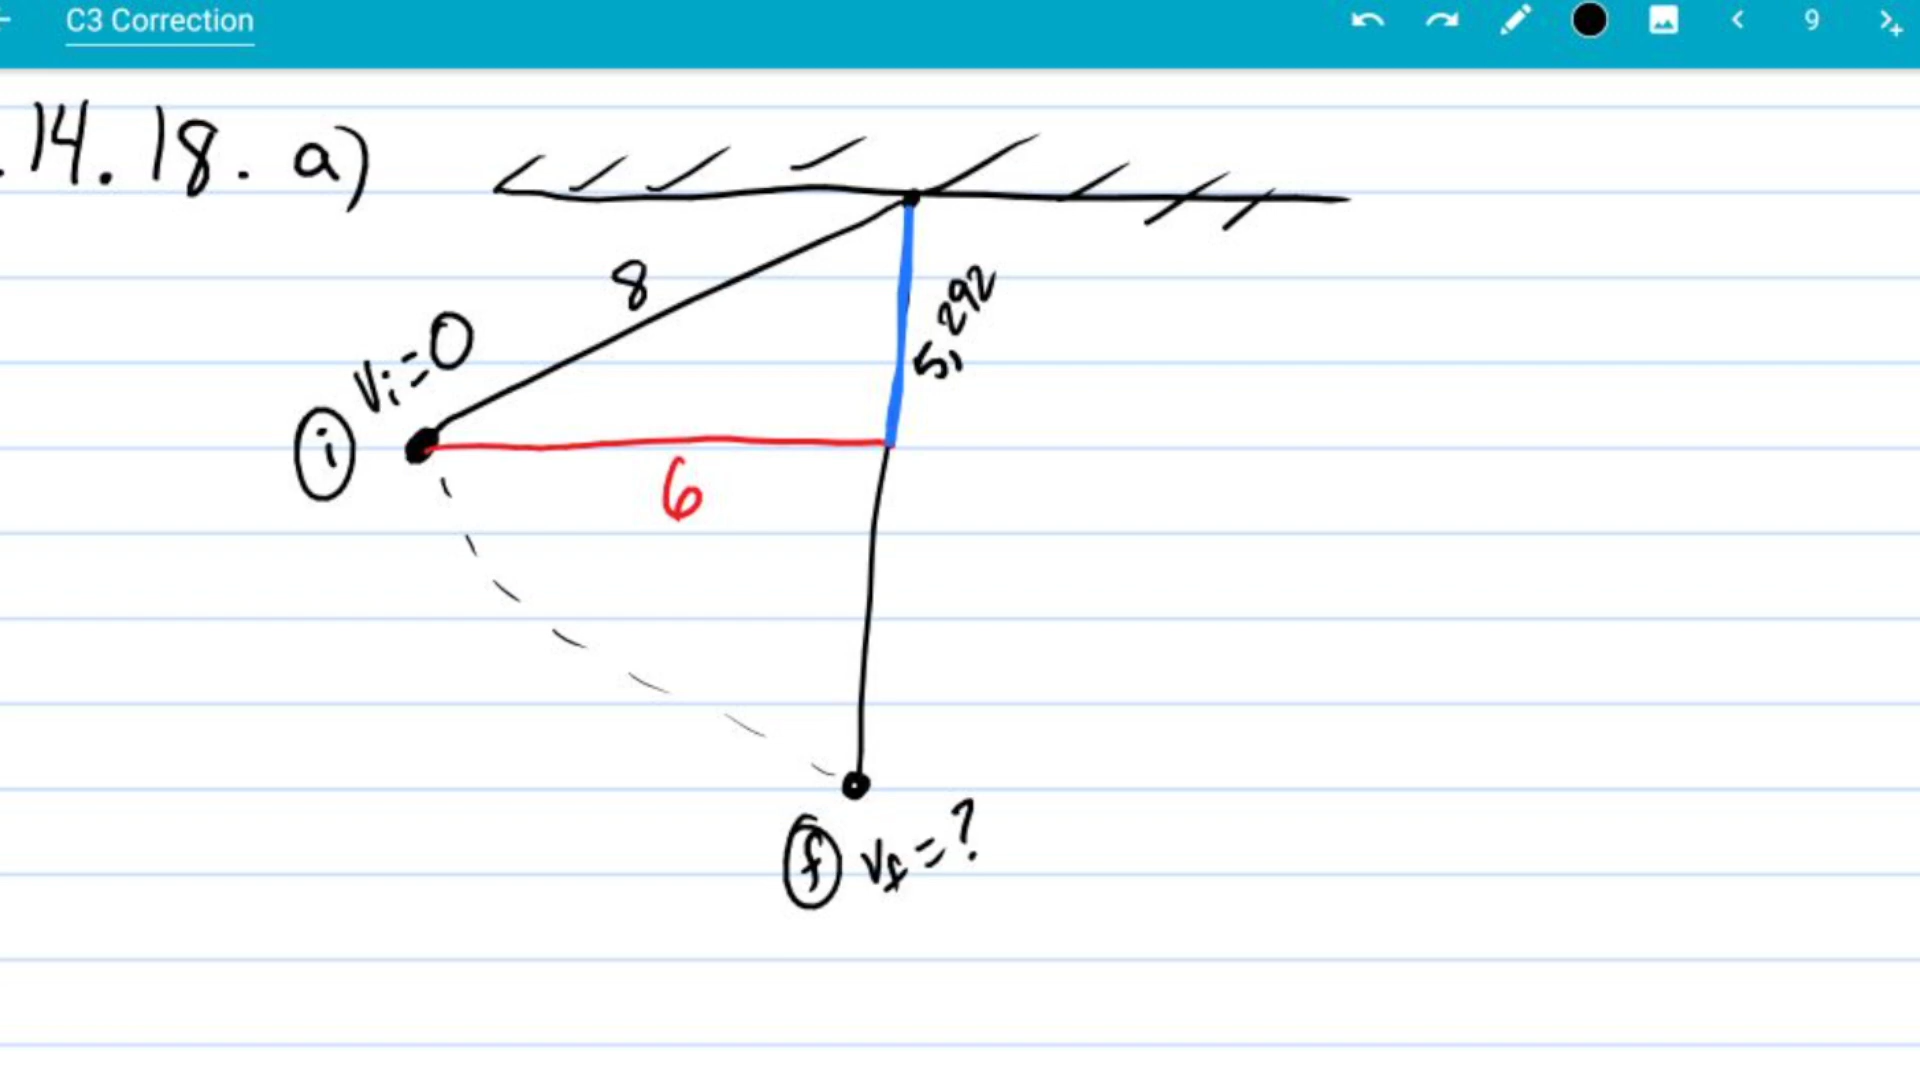 C3 Correction
9
.14.18. a)
8
5,292
Vi=0
i
6
f Vf=?